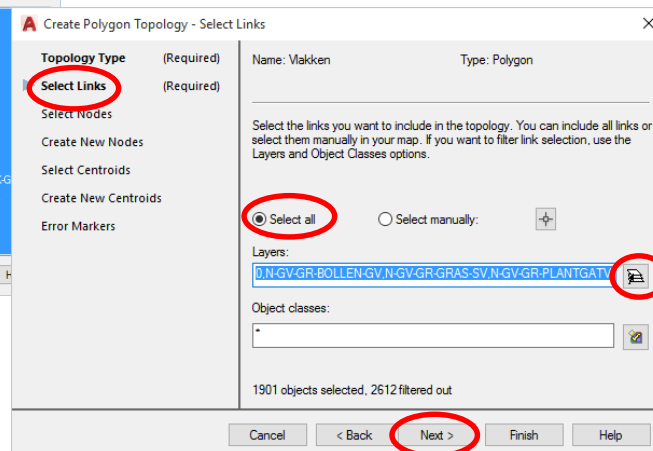 Create Polygon Topology - Select Links
Topology Type (Required)
Select Links (Required)
Select Nodes
Create New Nodes
Select Centroids
Create New Centroids
Error Markers
Name: Vlakken Type: Polygon
Select the links you want to include in the topology. You can include all links or
select them manually in your map. If you want to filter link selection, use the
Layers and Object Classes options.
Select all Select manually:
Layers:
0,N-GV-GR-BOLLEN-GV,N-GV-GR-GRAS-SV,N-GV-GR-PLANTGATV
Object classes:
*
1901 objects selected, 2612 filtered out
Cancel < Back Next > Finish Help